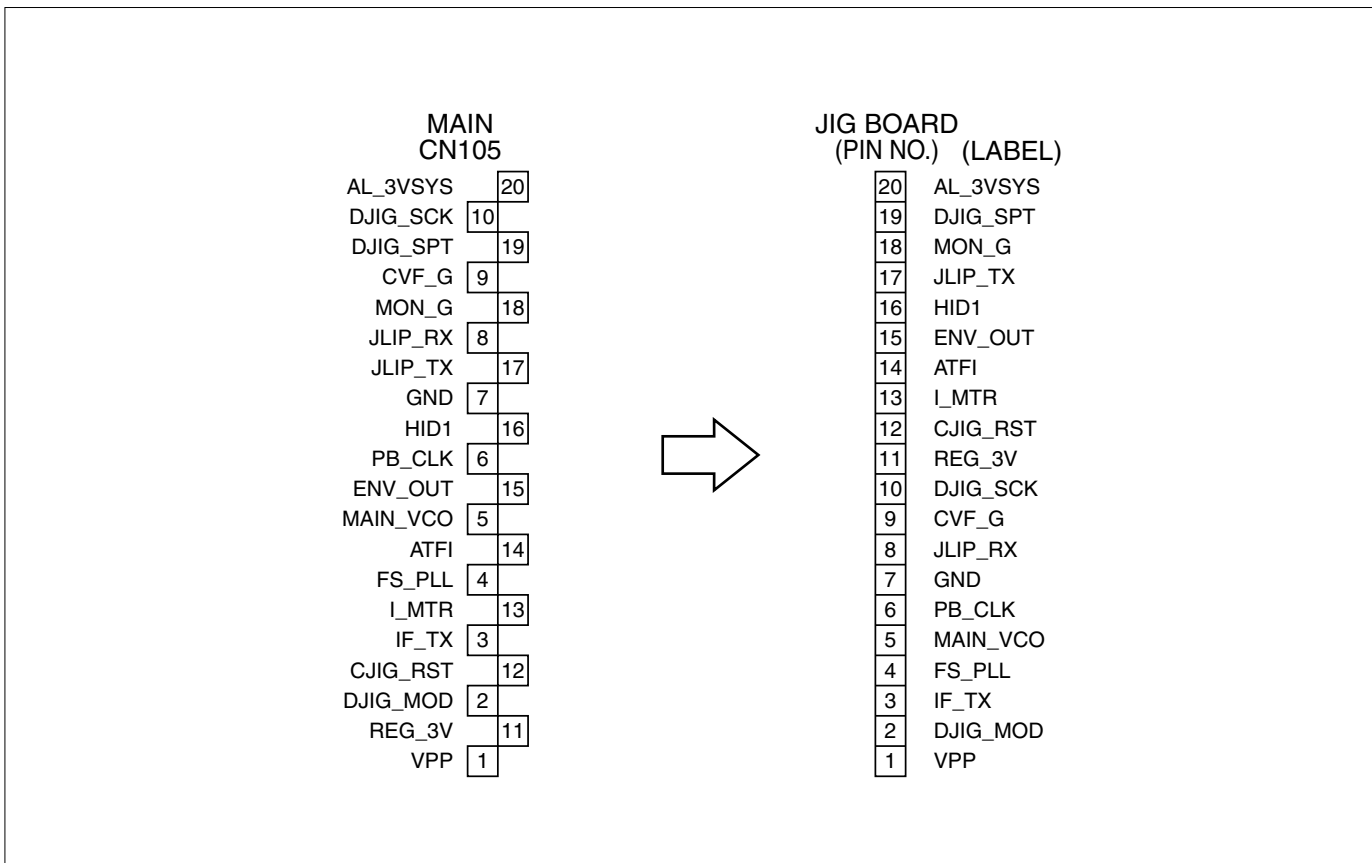 MAIN
CN105
AL_3VSYS 20
DJIG_SCK 10
DJIG_SPT 19
CVF_G 9
MON_G 18
JLIP_RX 8
JLIP_TX 17
GND 7
HID1 16
PB_CLK 6
ENV_OUT 15
MAIN_VCO 5
ATFI 14
FS_PLL 4
I_MTR 13
IF_TX 3
CJIG_RST 12
DJIG_MOD 2
REG_3V 11
VPP 1
JIG BOARD
(PIN NO.) (LABEL)
20 AL_3VSYS
19 DJIG_SPT
18 MON_G
17 JLIP_TX
16 HID1
15 ENV_OUT
14 ATFI
13 I_MTR
12 CJIG_RST
11 REG_3V
10 DJIG_SCK
9 CVF_G
8 JLIP_RX
7 GND
6 PB_CLK
5 MAIN_VCO
4 FS_PLL
3 IF_TX
2 DJIG_MOD
1 VPP